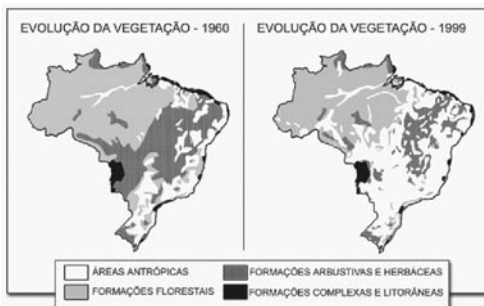 EVOLUÇÃO DA VEGETAÇÃO - 1960
EVOLUÇÃO DA VEGETAÇÃO - 1999
ÁREAS ANTRÓPICAS
FORMAÇÕES ARBUSTIVAS E HERBÁCEAS
FORMAÇÕES FLORESTAIS
FORMAÇÕES COMPLEXAS E LITORÂNEAS